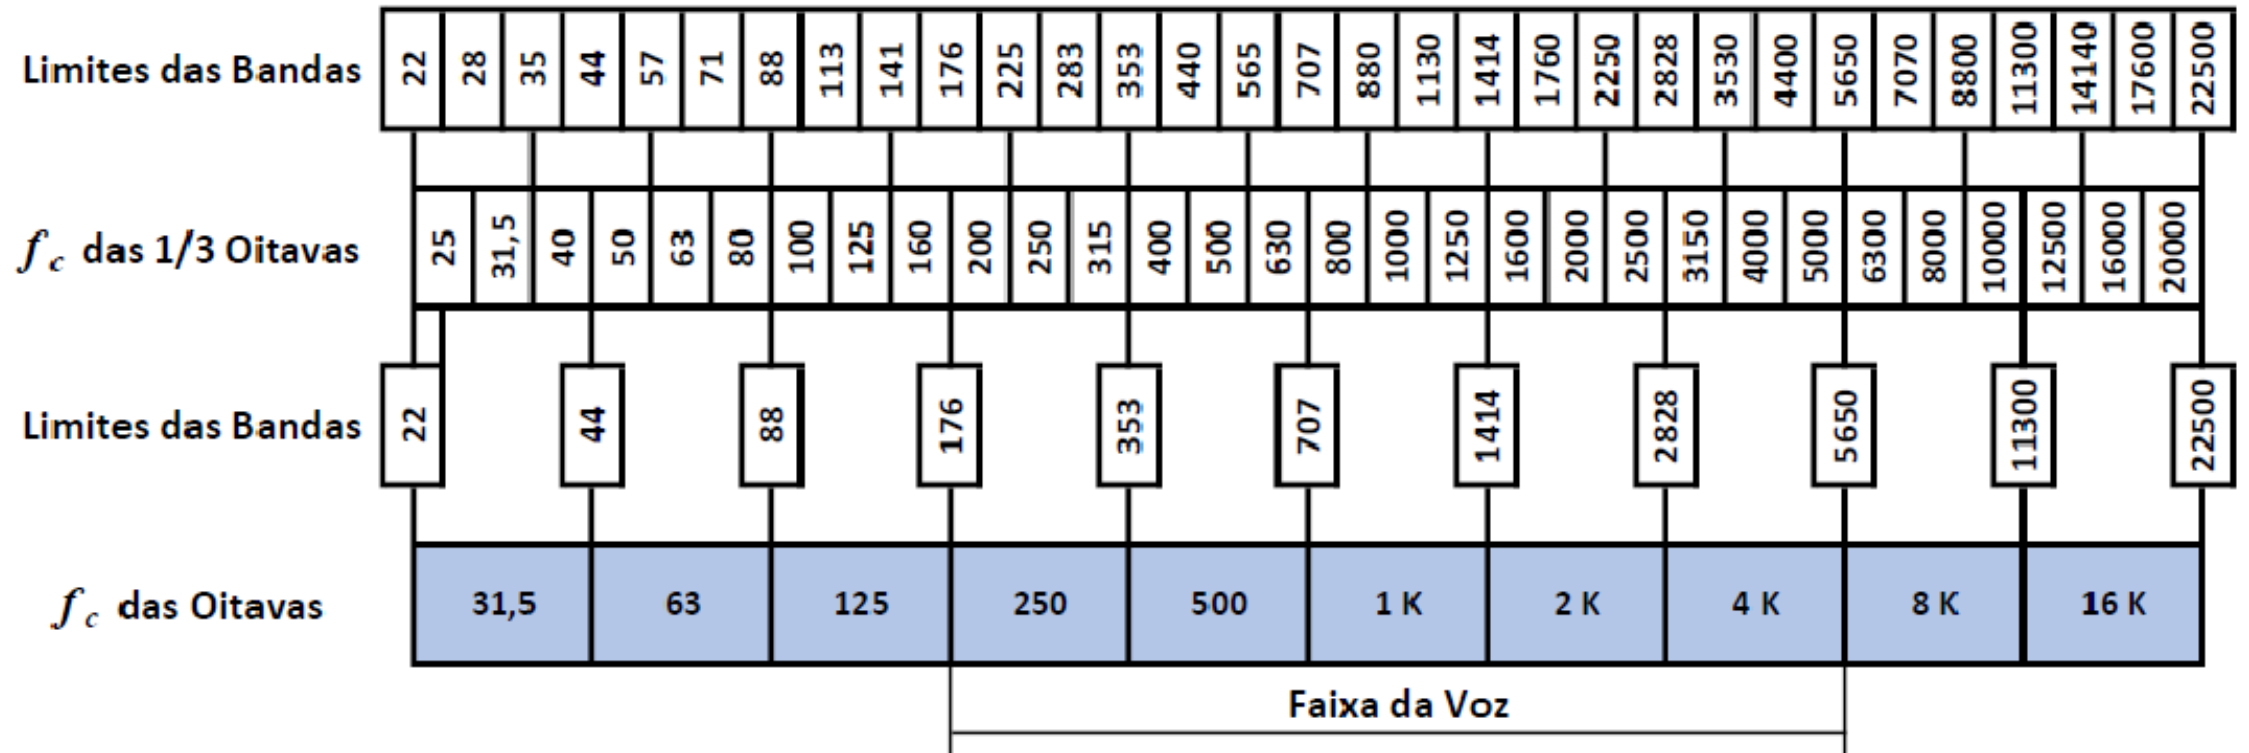 Limites das Bandas 22 28 35 44 57 71 88 113 141 176 225 283 353 440 565 707 880 1130 1414 1760 2250 2828 3530 4400 5650 7070 8800 11300 14140 17600 22500
f c das 1/3 Oitavas 25 31,5 40 50 63 80 100 125 160 200 250 315 400 500 630 800 1000 1250 1600 2000 2500 3150 4000 5000 6300 8000 10000 12500 16000 20000
Limites das Bandas 22 44 88 176 353 707 1414 2828 5650 11300 22500
f c das Oitavas 31,5 63 125 250 500 1 K 2 K 4 K 8 K 16 K
Faixa da Voz